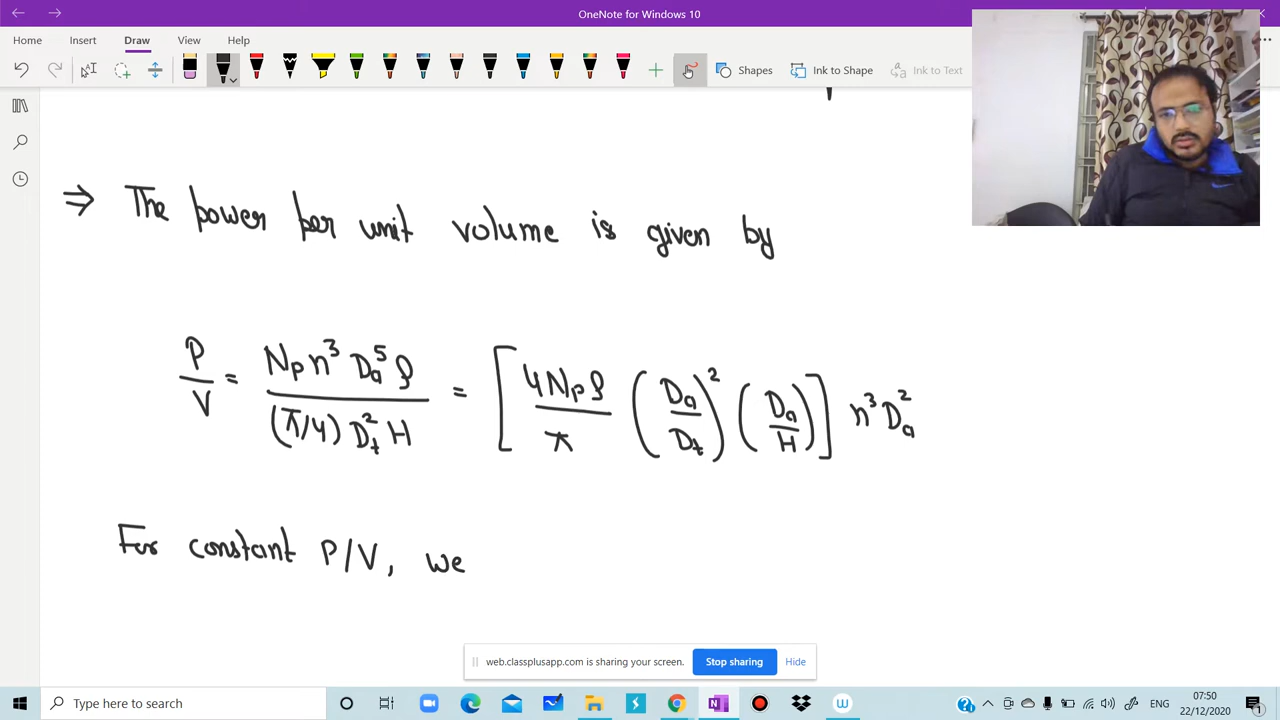 OneNote for Windows 10
Home Insert Draw View Help
Shapes Ink to Shape Ink to Text
⇒ The power per unit volume is given by
P/V = Np n³ Da⁵ ρ / (π/4) Dt² H = [ 4Npρ/π (Da/Dt)² (Da/H) ] n³ Da²
For constant P/V, we
web.classplusapp.com is sharing your screen. Stop sharing Hide
Type here to search
ENG
07:50
22/12/2020
1